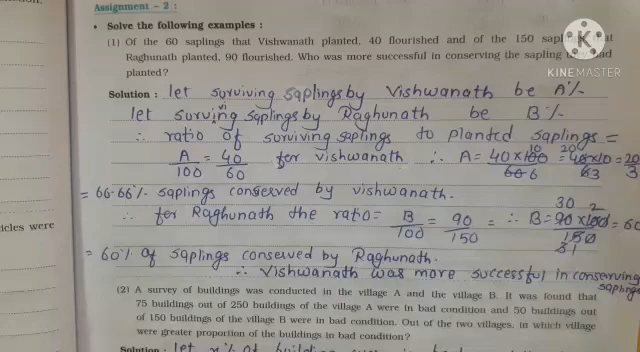 Assignment - 2 :
• Solve the following examples :
(1) Of the 60 saplings that Vishwanath planted, 40 flourished and of the 150 that
Raghunath planted, 90 flourished. Who was more successful in conserving the sapling
planted?
KINEMASTER
Solution : let surviving saplings by Vishwanath be A%
let surviving saplings by Raghunath be B%
∴ ratio of surviving saplings to planted saplings =
A/100 = 40/60 for vishwanath ∴ A = 40×100/60
= 66.66% saplings conserved by vishwanath.
∴ for Raghunath the ratio = B/100 = 90/150 = ∴ B = 90×100/150 = 60
= 60% of saplings conserved by Raghunath.
∴ Vishwanath was more successful in conserving saplings
icles were
(2) A survey of buildings was conducted in the village A and the village B. It was found that
75 buildings out of 250 buildings of the village A were in bad condition and 50 buildings out
of 150 buildings of the village B were in bad condition. Out of the two villages, in which village
were greater proportion of the buildings in bad condition?
Solution : let x% of